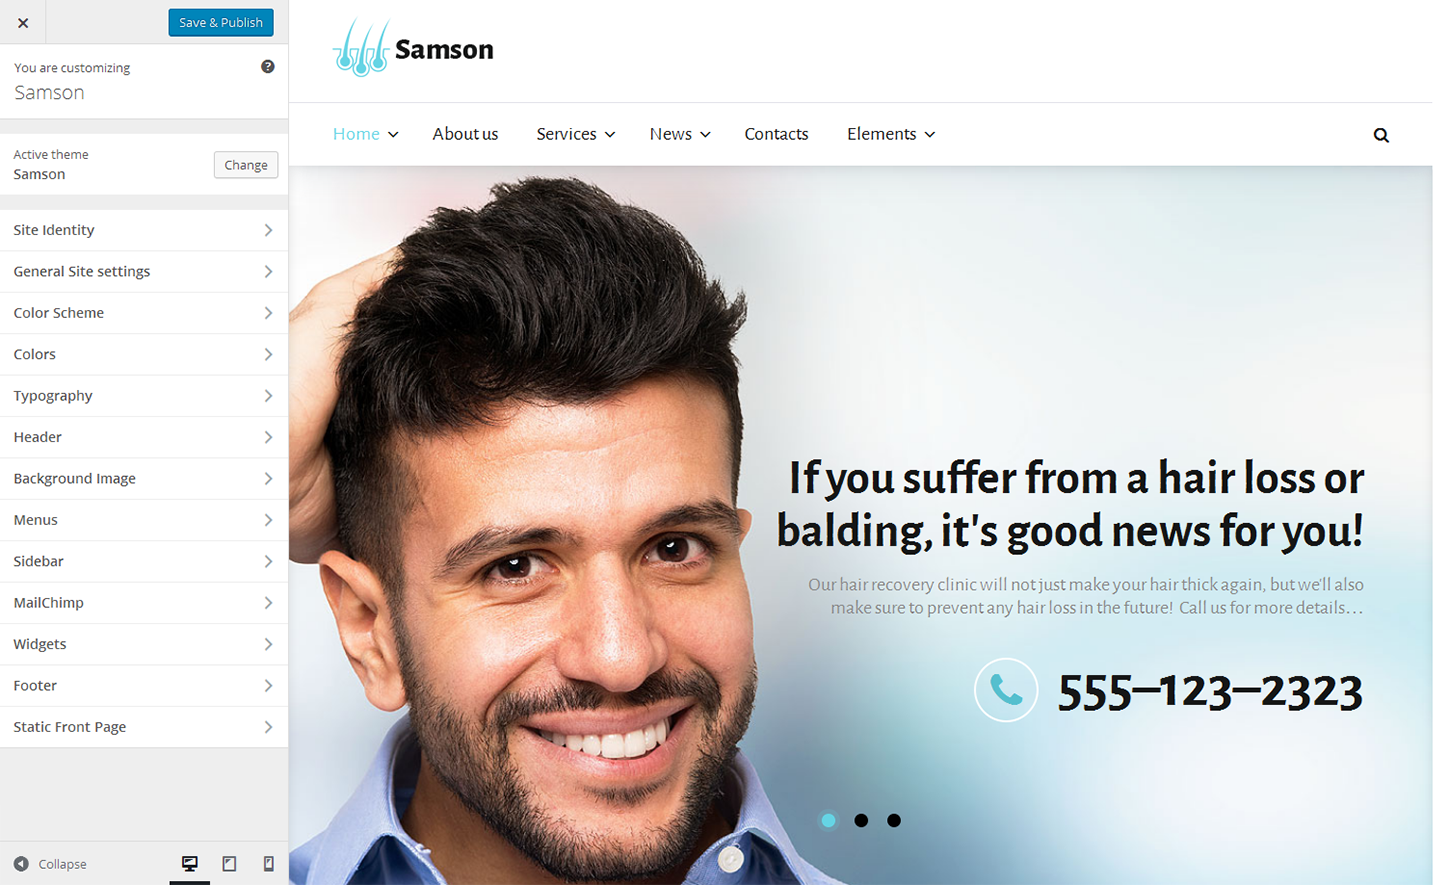 Save & Publish
You are customizing
Samson
Active theme
Samson
Change
Site Identity
General Site settings
Color Scheme
Colors
Typography
Header
Background Image
Menus
Sidebar
MailChimp
Widgets
Footer
Static Front Page
Collapse
Samson
Home
About us
Services
News
Contacts
Elements
If you suffer from a hair loss or
balding, it's good news for you!
Our hair recovery clinic will not just make your hair thick again, but we'll also
make sure to prevent any hair loss in the future! Call us for more details...
555–123–2323